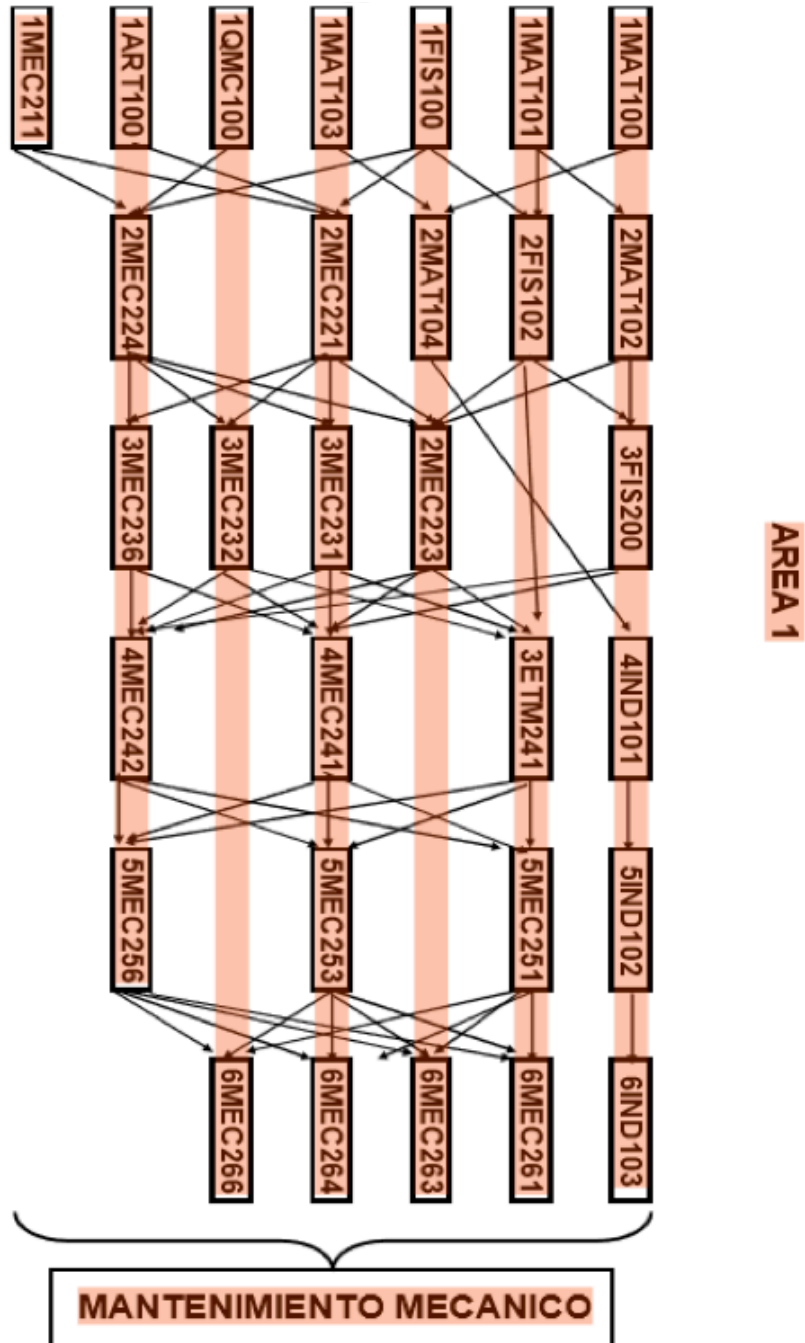 AREA 1
1MEC211
1ART100
1QMC100
1MAT103
1FIS100
1MAT101
1MAT100
2MEC224
2MEC221
2MAT104
2FIS102
2MAT102
3MEC236
3MEC232
3MEC231
2MEC223
3FIS200
4MEC242
4MEC241
3ETM241
4IND101
5MEC256
5MEC253
5MEC251
5IND102
6MEC266
6MEC264
6MEC263
6MEC261
6IND103
MANTENIMIENTO MECANICO